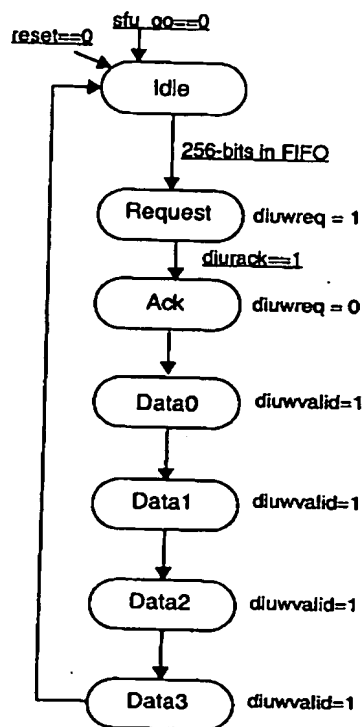 sfu_go==0
reset==0
Idle
256-bits in FIFO
Request diuwreq = 1
diurack==1
Ack diuwreq = 0
Data0 diuwvalid=1
Data1 diuwvalid=1
Data2 diuwvalid=1
Data3 diuwvalid=1